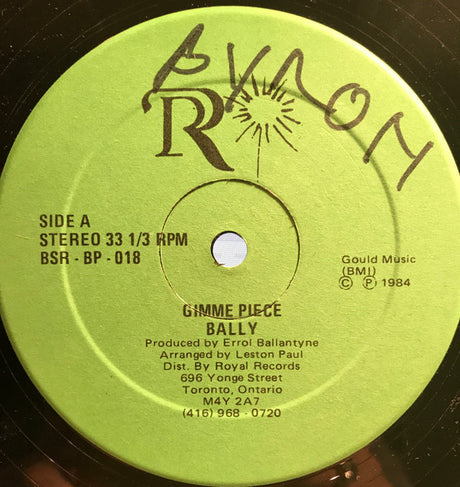 BYRON
R
SIDE A
STEREO 33 1/3 RPM
BSR - BP - 018
Gould Music
(BMI)
© ℗ 1984
GIMME PIECE
BALLY
Produced by Errol Ballantyne
Arranged by Leston Paul
Dist. By Royal Records
696 Yonge Street
Toronto, Ontario
M4Y 2A7
(416) 968 - 0720